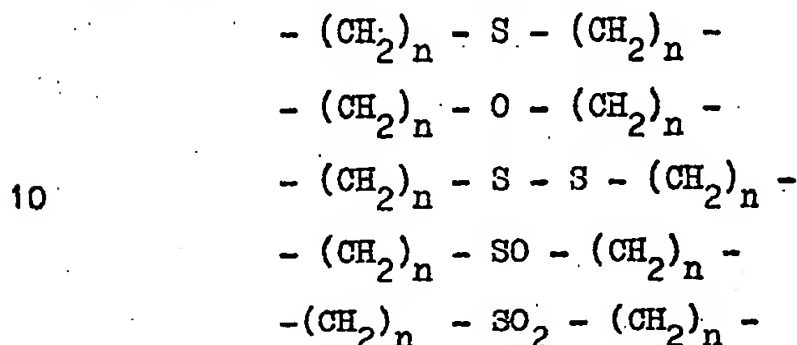 - (CH2)n - S - (CH2)n -
- (CH2)n - O - (CH2)n -
10 - (CH2)n - S - S - (CH2)n -
- (CH2)n - SO - (CH2)n -
-(CH2)n - SO2 - (CH2)n -